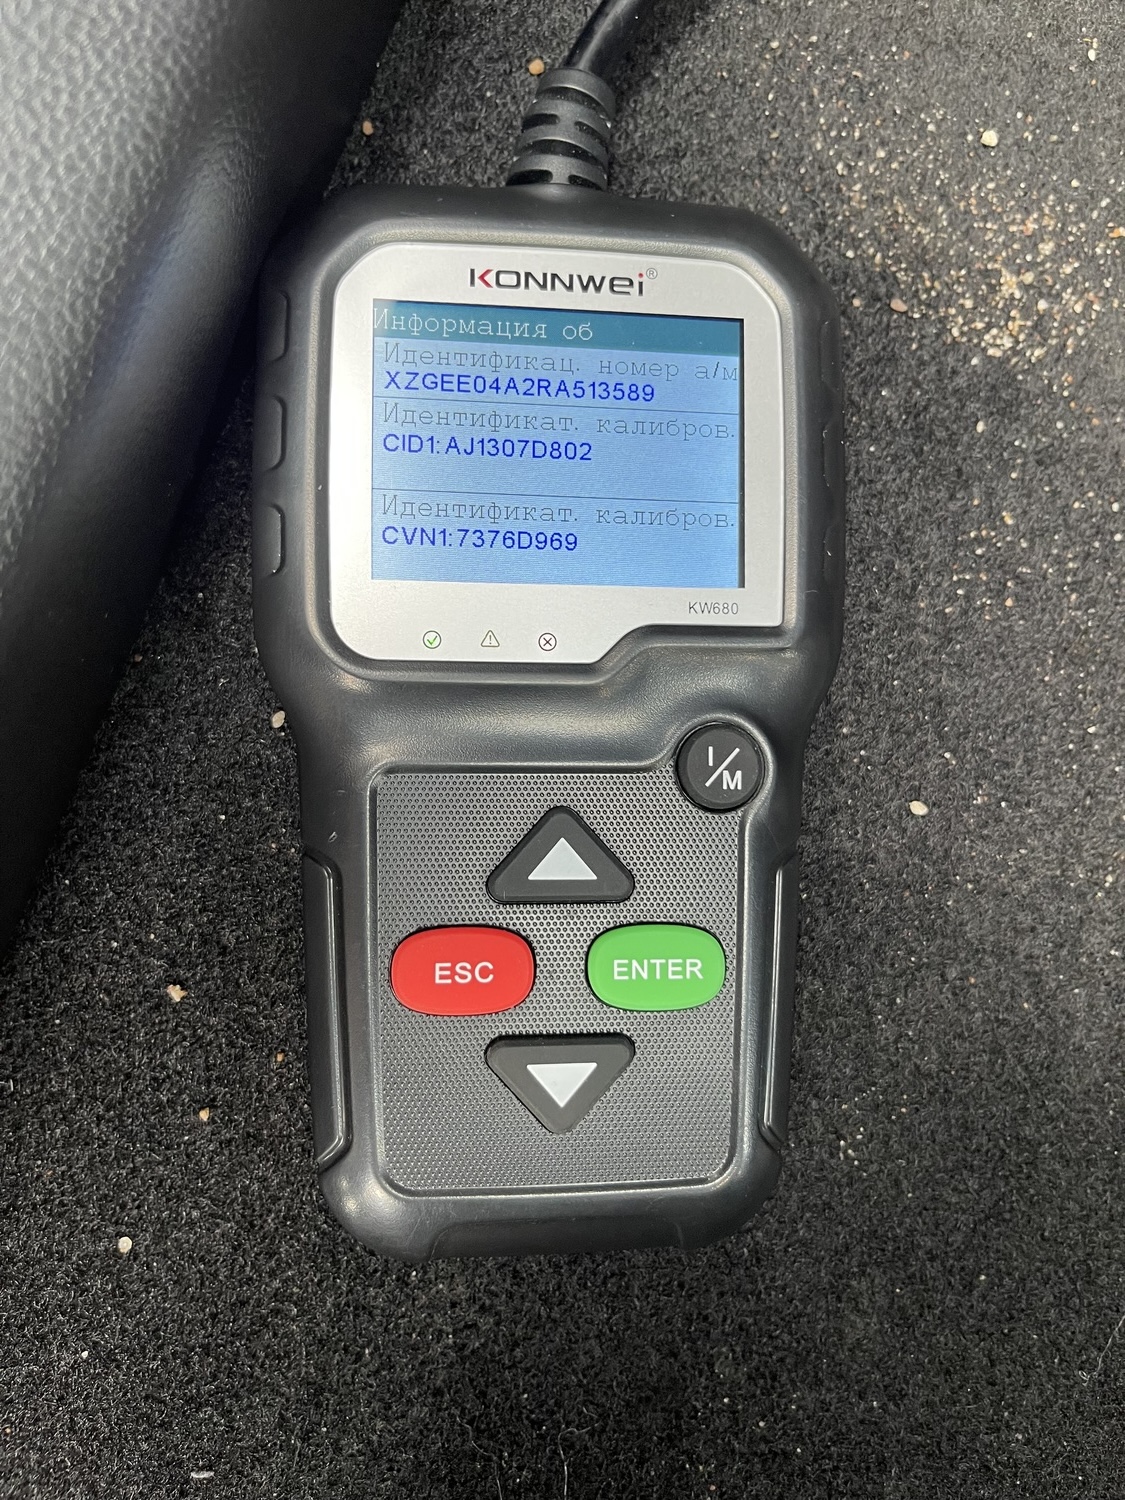 KONNWEi®
Информация об
Идентификац. номер а/м
XZGEE04A2RA513589
Идентификат. калибров.
CID1:AJ1307D802
Идентификат. калибров.
CVN1:7376D969
KW680
I/M
ESC
ENTER